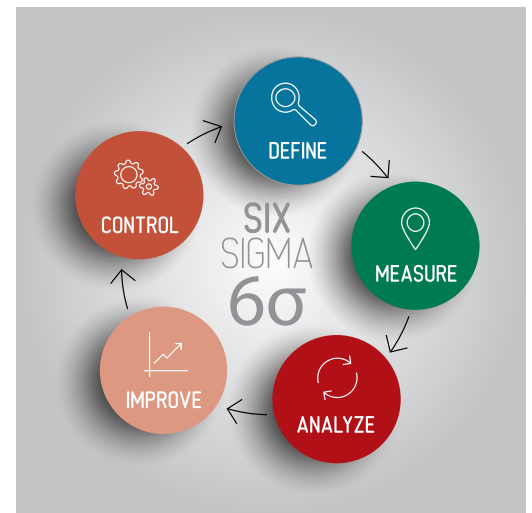 DEFINE
CONTROL
SIX
SIGMA
6σ
MEASURE
IMPROVE
ANALYZE